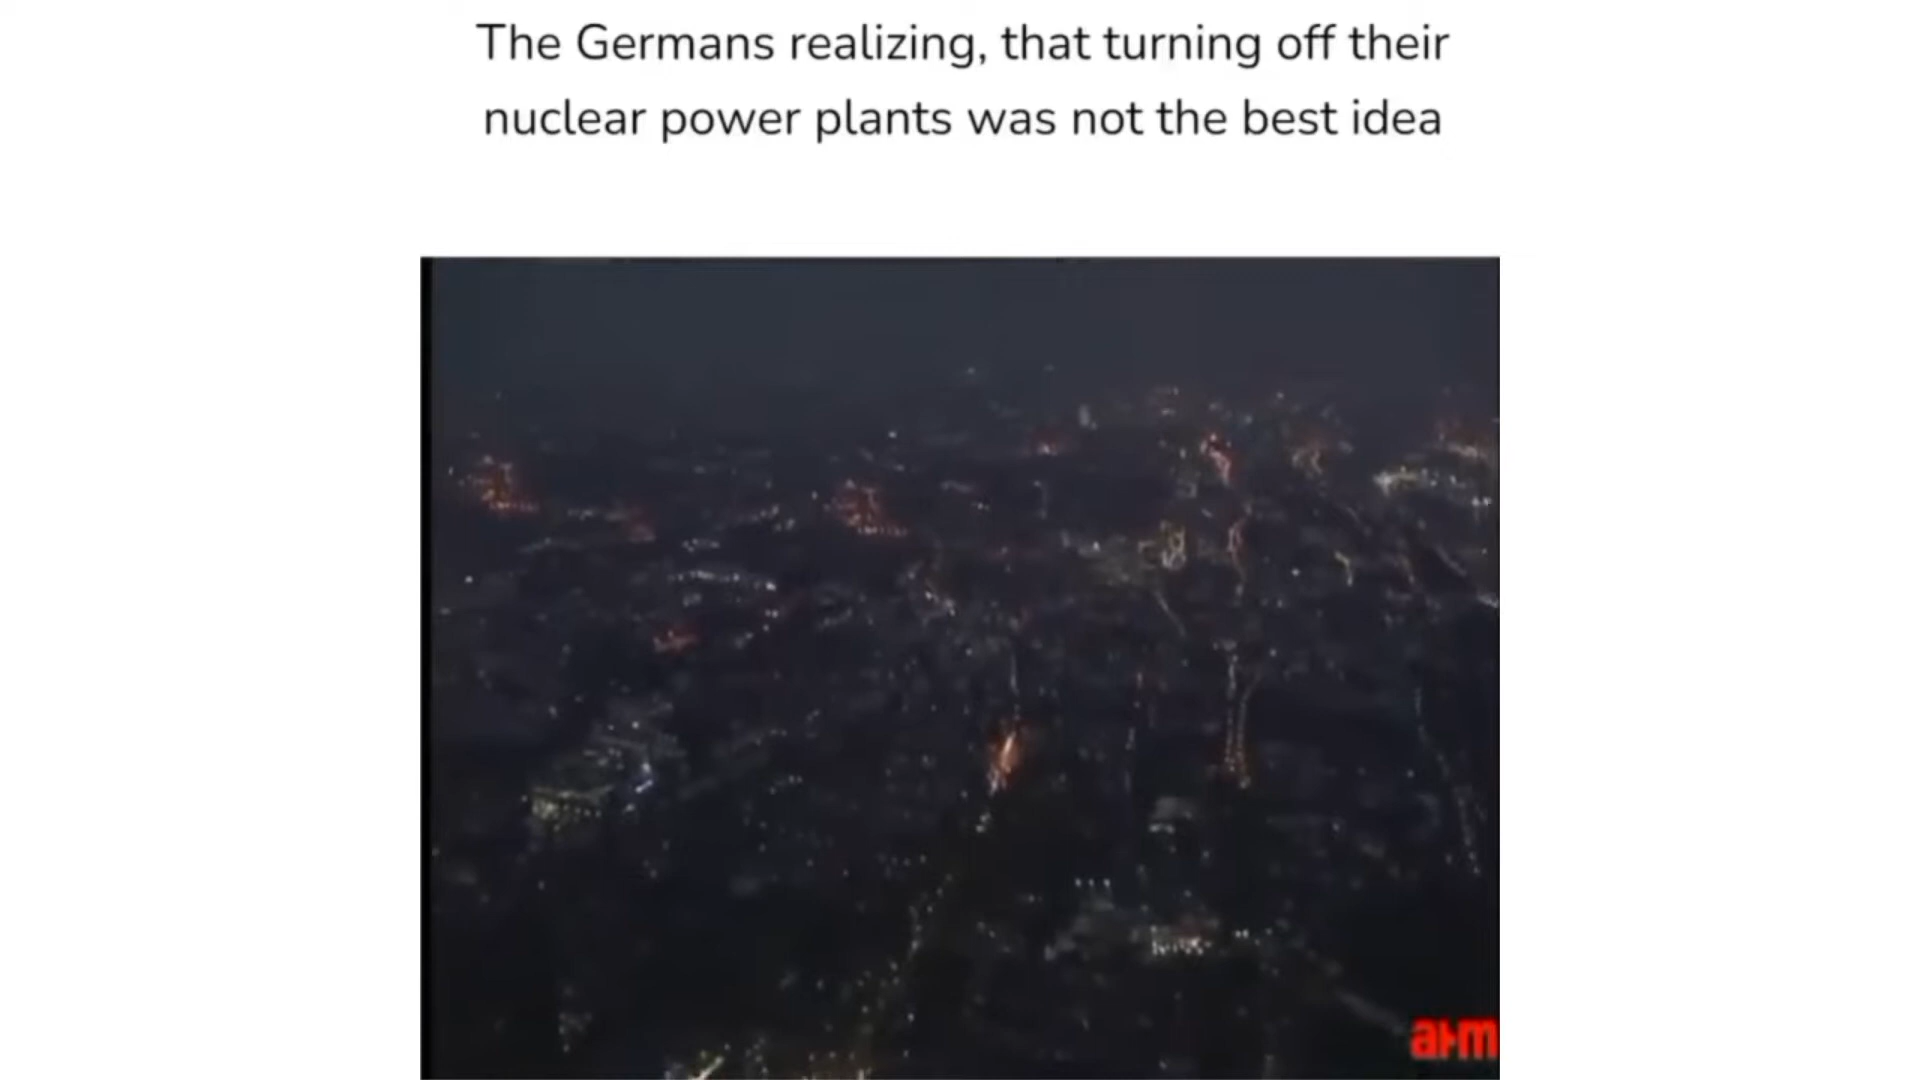 The Germans realizing, that turning off their
nuclear power plants was not the best idea